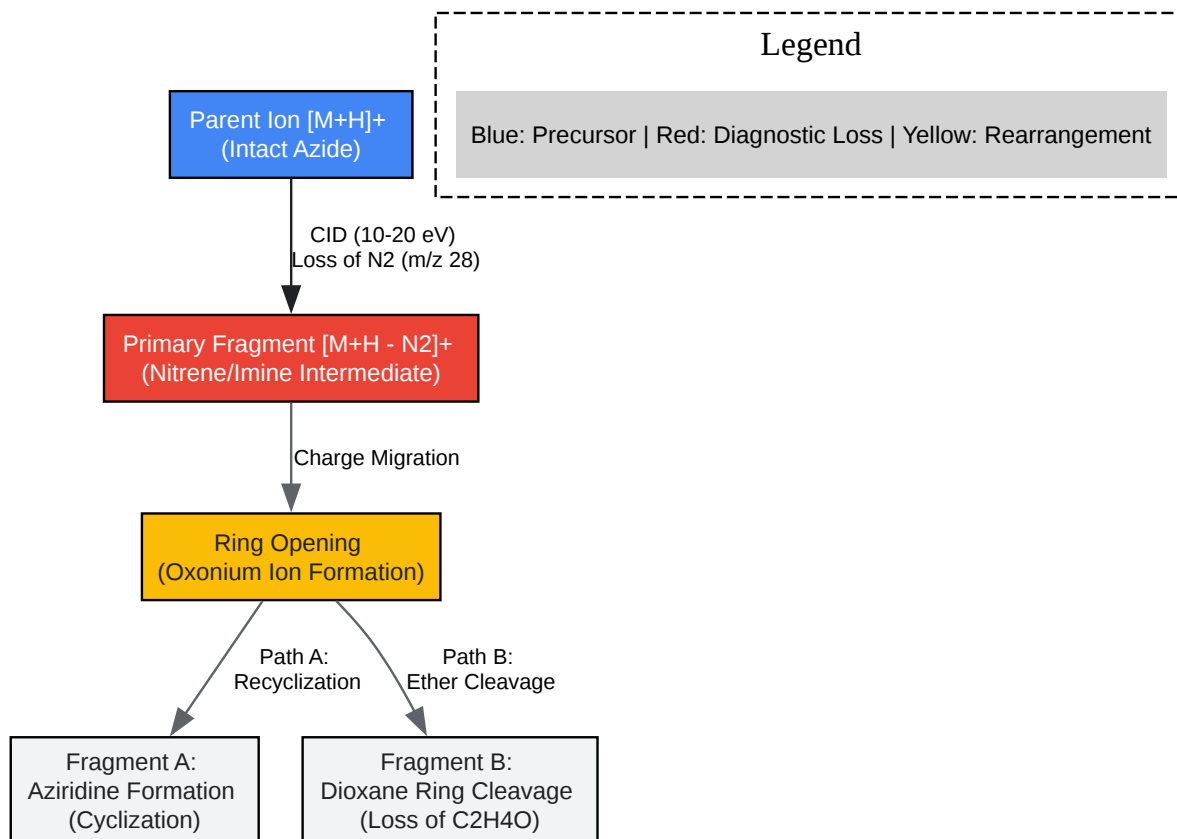 Legend
Blue: Precursor | Red: Diagnostic Loss | Yellow: Rearrangement
Parent Ion [M+H]+
(Intact Azide)
CID (10-20 eV)
Loss of N2 (m/z 28)
Primary Fragment [M+H - N2]+
(Nitrene/Imine Intermediate)
Charge Migration
Ring Opening
(Oxonium Ion Formation)
Path A:
Recyclization
Path B:
Ether Cleavage
Fragment A:
Aziridine Formation
(Cyclization)
Fragment B:
Dioxane Ring Cleavage
(Loss of C2H4O)